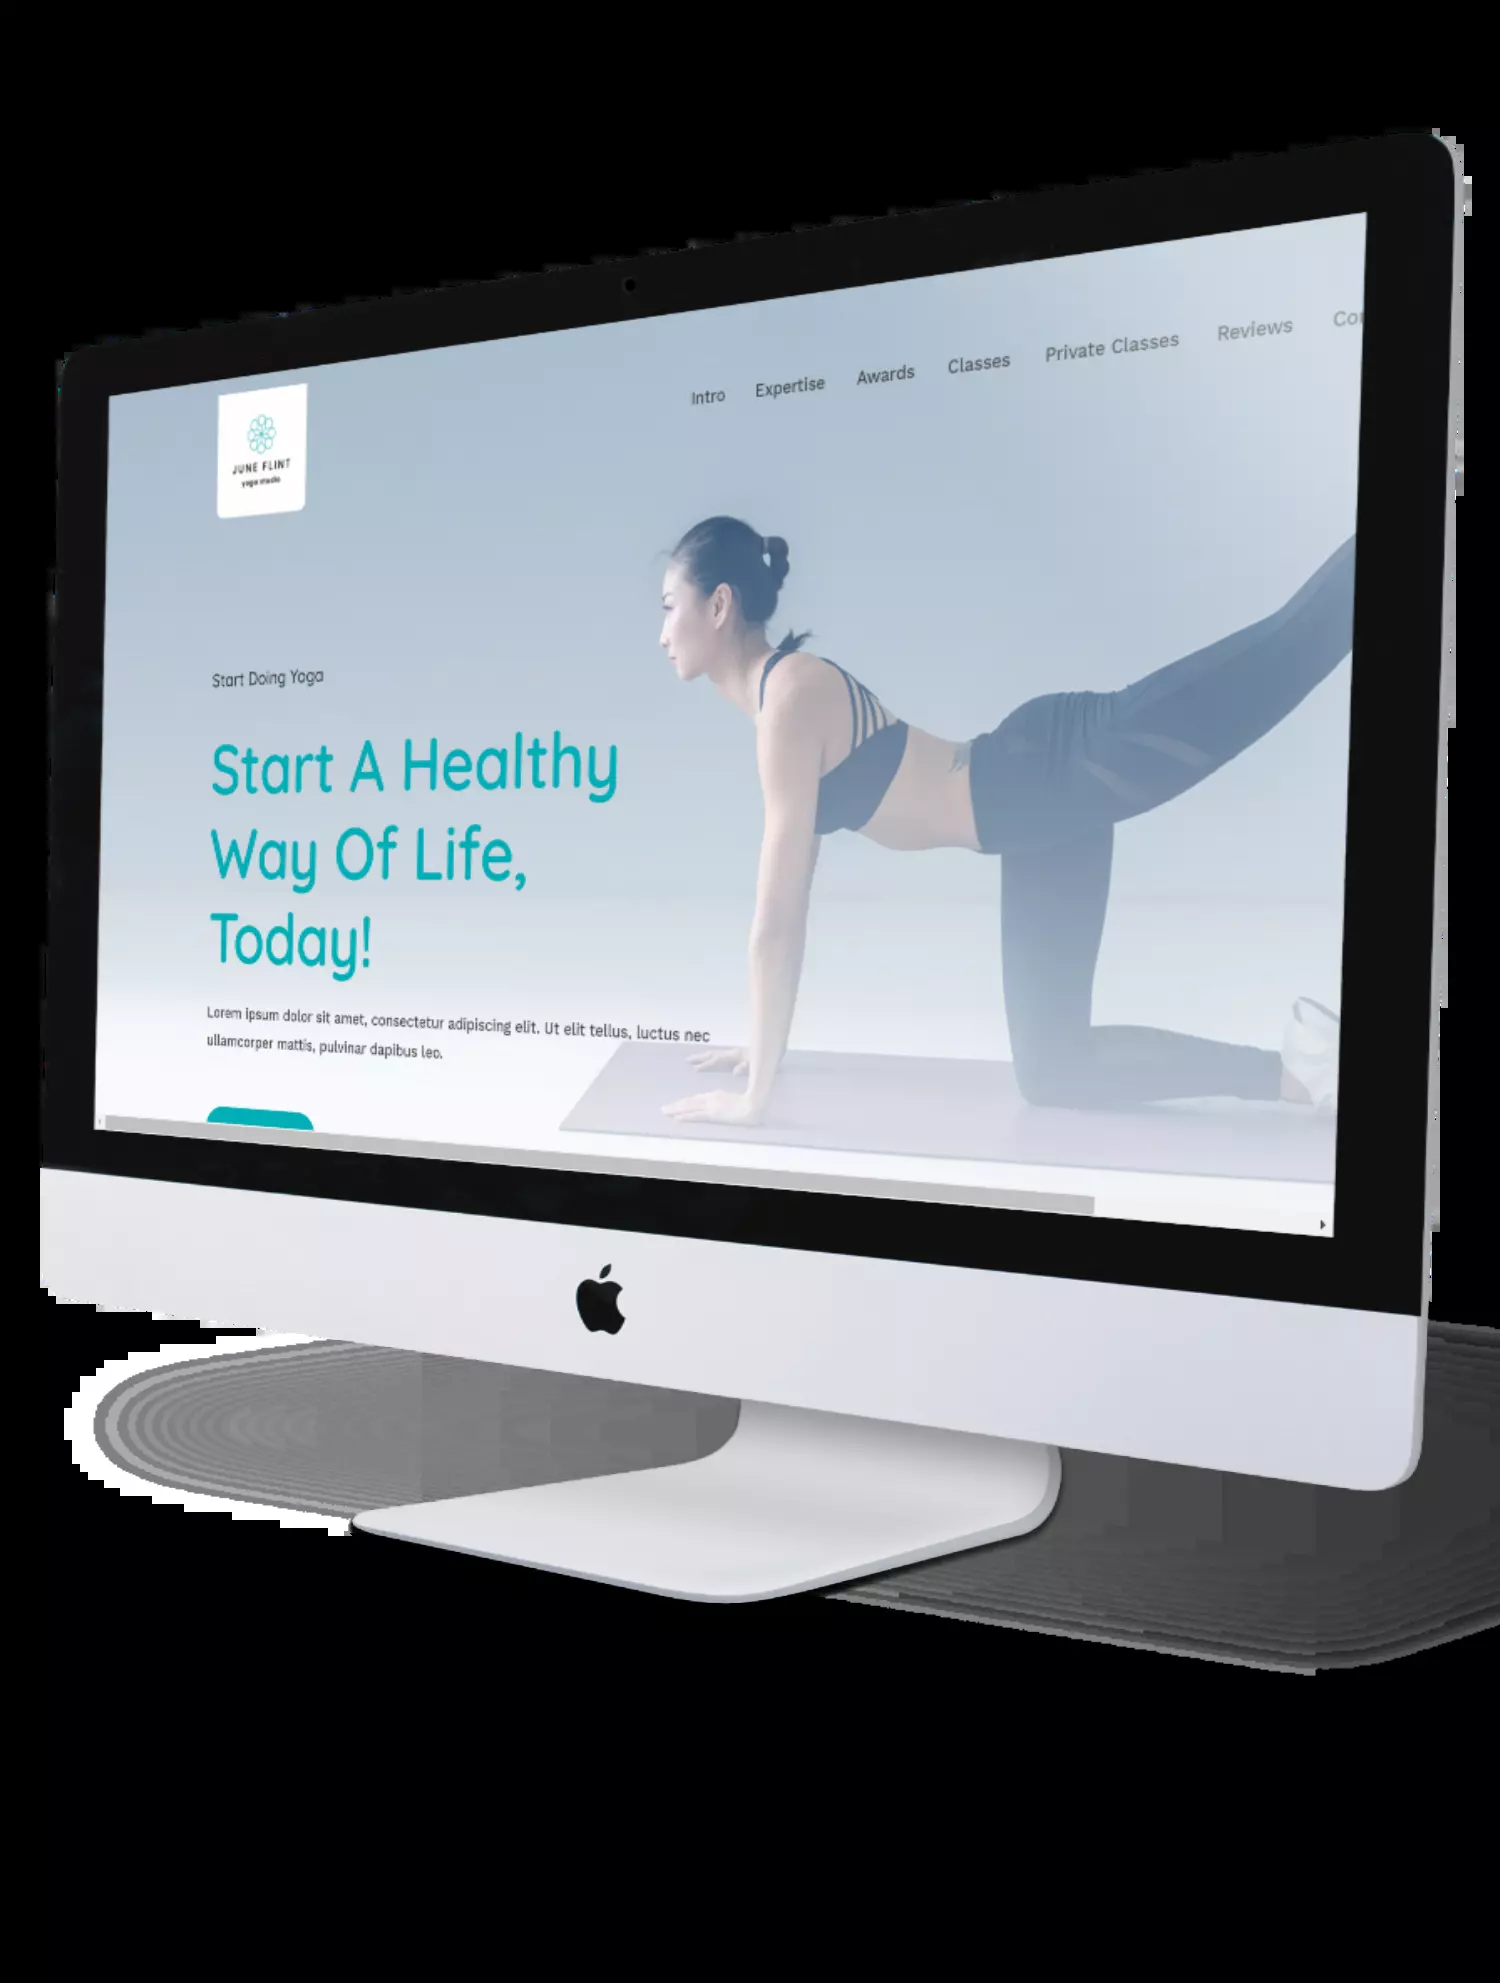 Intro Expertise Awards Classes Private Classes Reviews Co
JUNE FLINT
yoga studio
Start Doing Yoga
Start A Healthy
Way Of Life,
Today!
Lorem ipsum dolor sit amet, consectetur adipiscing elit. Ut elit tellus, luctus nec
ullamcorper mattis, pulvinar dapibus leo.